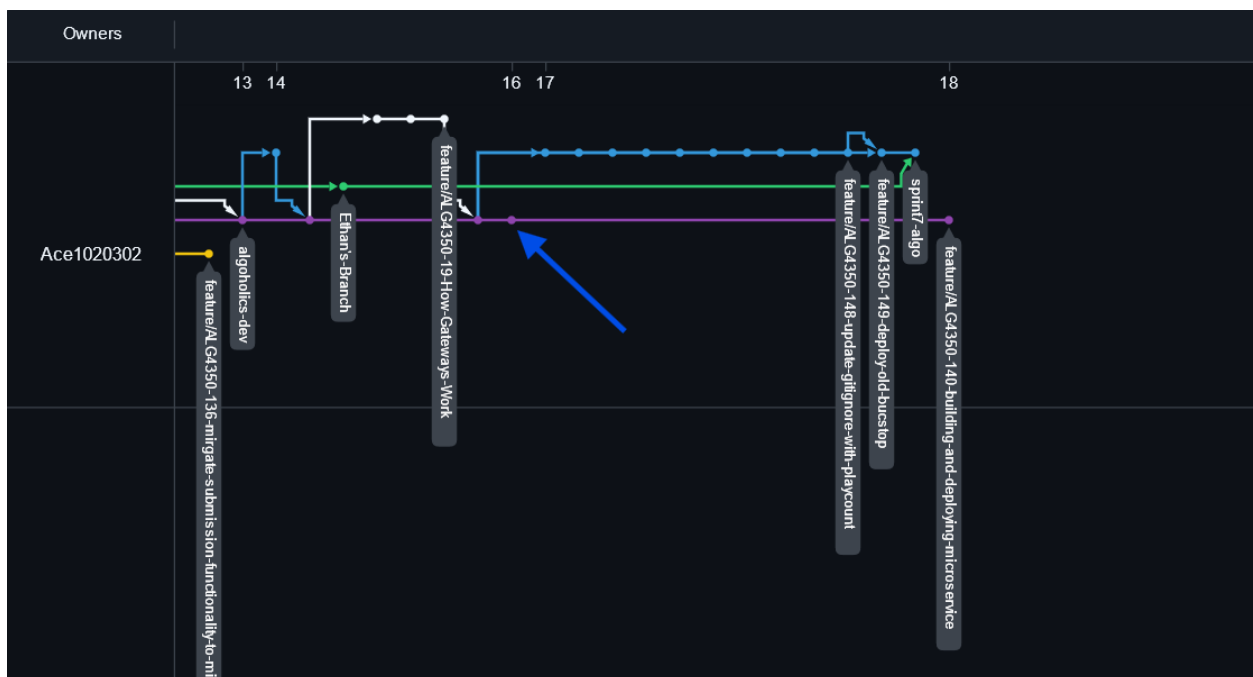 Owners
13 14 16 17 18
Ace1020302
feature/ALG4350-136-mirgate-submission-functionality-to-mi
algoholics-dev
Ethan's-Branch
feature/ALG4350-19-How-Gateways-Work
feature/ALG4350-148-update-gitignore-with-playcount
feature/ALG4350-149-deploy-old-bucstop
sprint7-algo
feature/ALG4350-140-building-and-deploying-microservice